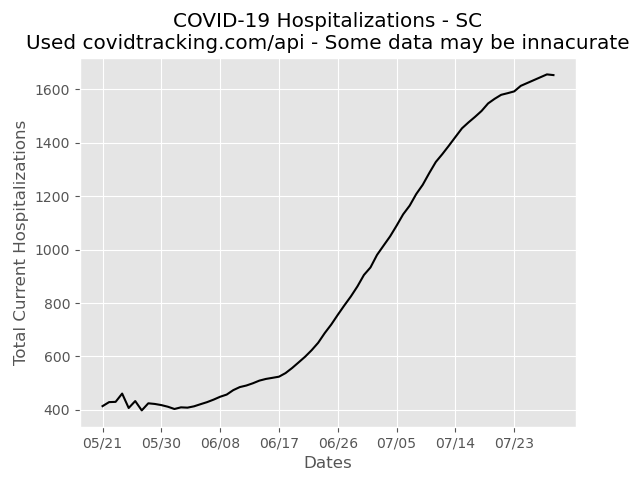 COVID-19 Hospitalizations - SC
Used covidtracking.com/api - Some data may be innacurate
Total Current Hospitalizations
1600
1400
1200
1000
800
600
400
05/21 05/30 06/08 06/17 06/26 07/05 07/14 07/23
Dates